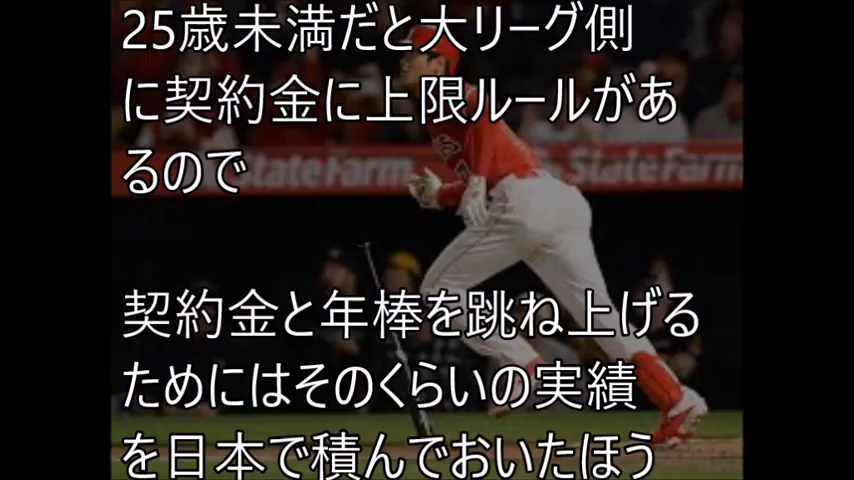 25歳未満だと大リーグ側
に契約金に上限ルールがあ
るので
StateFarm
StateFarm
契約金と年棒を跳ね上げる
ためにはそのくらいの実績
を日本で積んでおいたほう